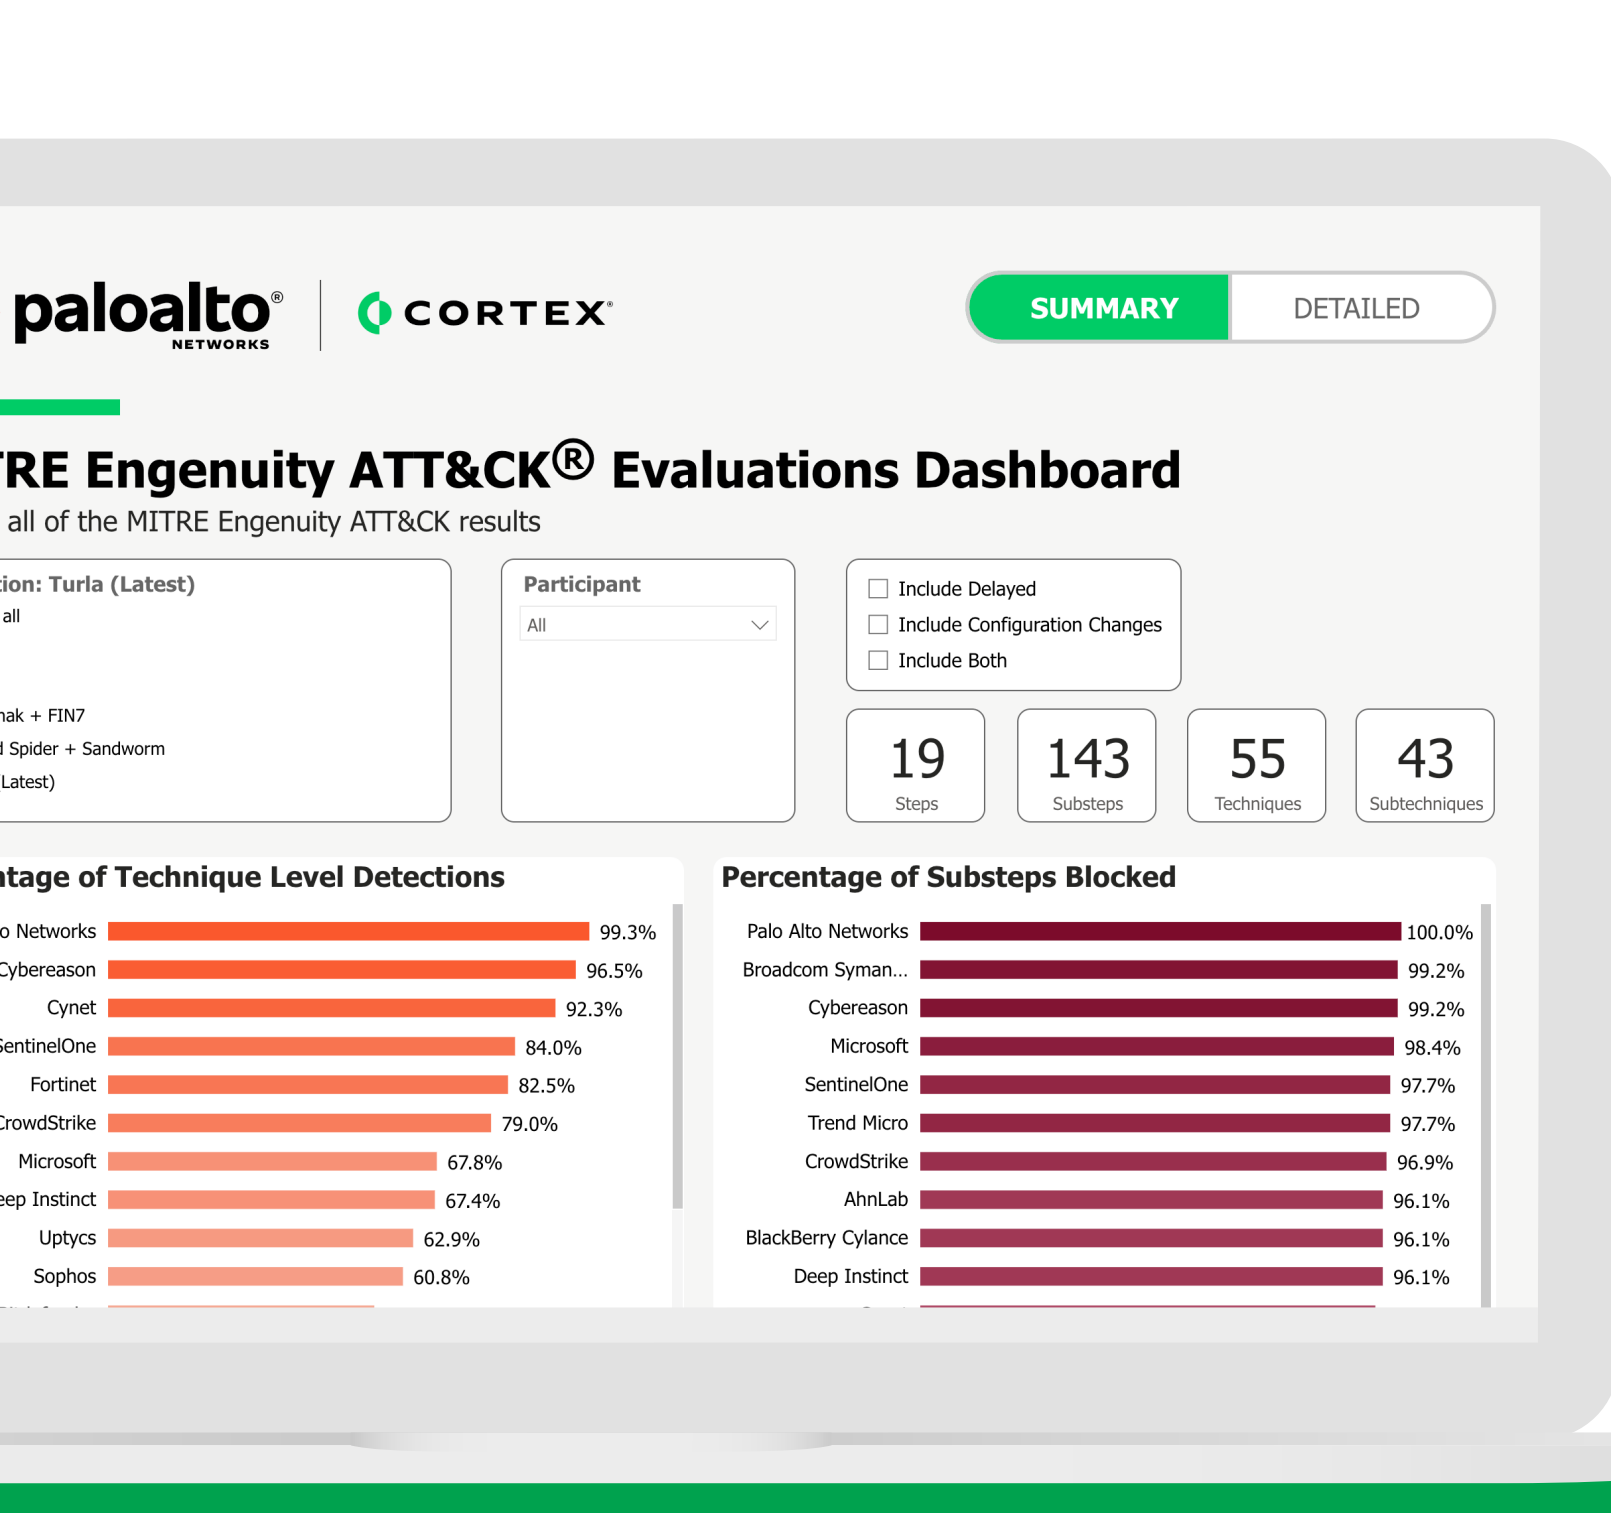 paloalto®
NETWORKS
CORTEX®
SUMMARY
DETAILED
TRE Engenuity ATT&CK® Evaluations Dashboard
all of the MITRE Engenuity ATT&CK results
tion: Turla (Latest)
all
nak + FIN7
d Spider + Sandworm
(Latest)
Participant
All
Include Delayed
Include Configuration Changes
Include Both
19
Steps
143
Substeps
55
Techniques
43
Subtechniques
ntage of Technique Level Detections
o Networks 99.3%
Cybereason 96.5%
Cynet 92.3%
SentinelOne 84.0%
Fortinet 82.5%
CrowdStrike 79.0%
Microsoft 67.8%
eep Instinct 67.4%
Uptycs 62.9%
Sophos 60.8%
Percentage of Substeps Blocked
Palo Alto Networks 100.0%
Broadcom Syman... 99.2%
Cybereason 99.2%
Microsoft 98.4%
SentinelOne 97.7%
Trend Micro 97.7%
CrowdStrike 96.9%
AhnLab 96.1%
BlackBerry Cylance 96.1%
Deep Instinct 96.1%